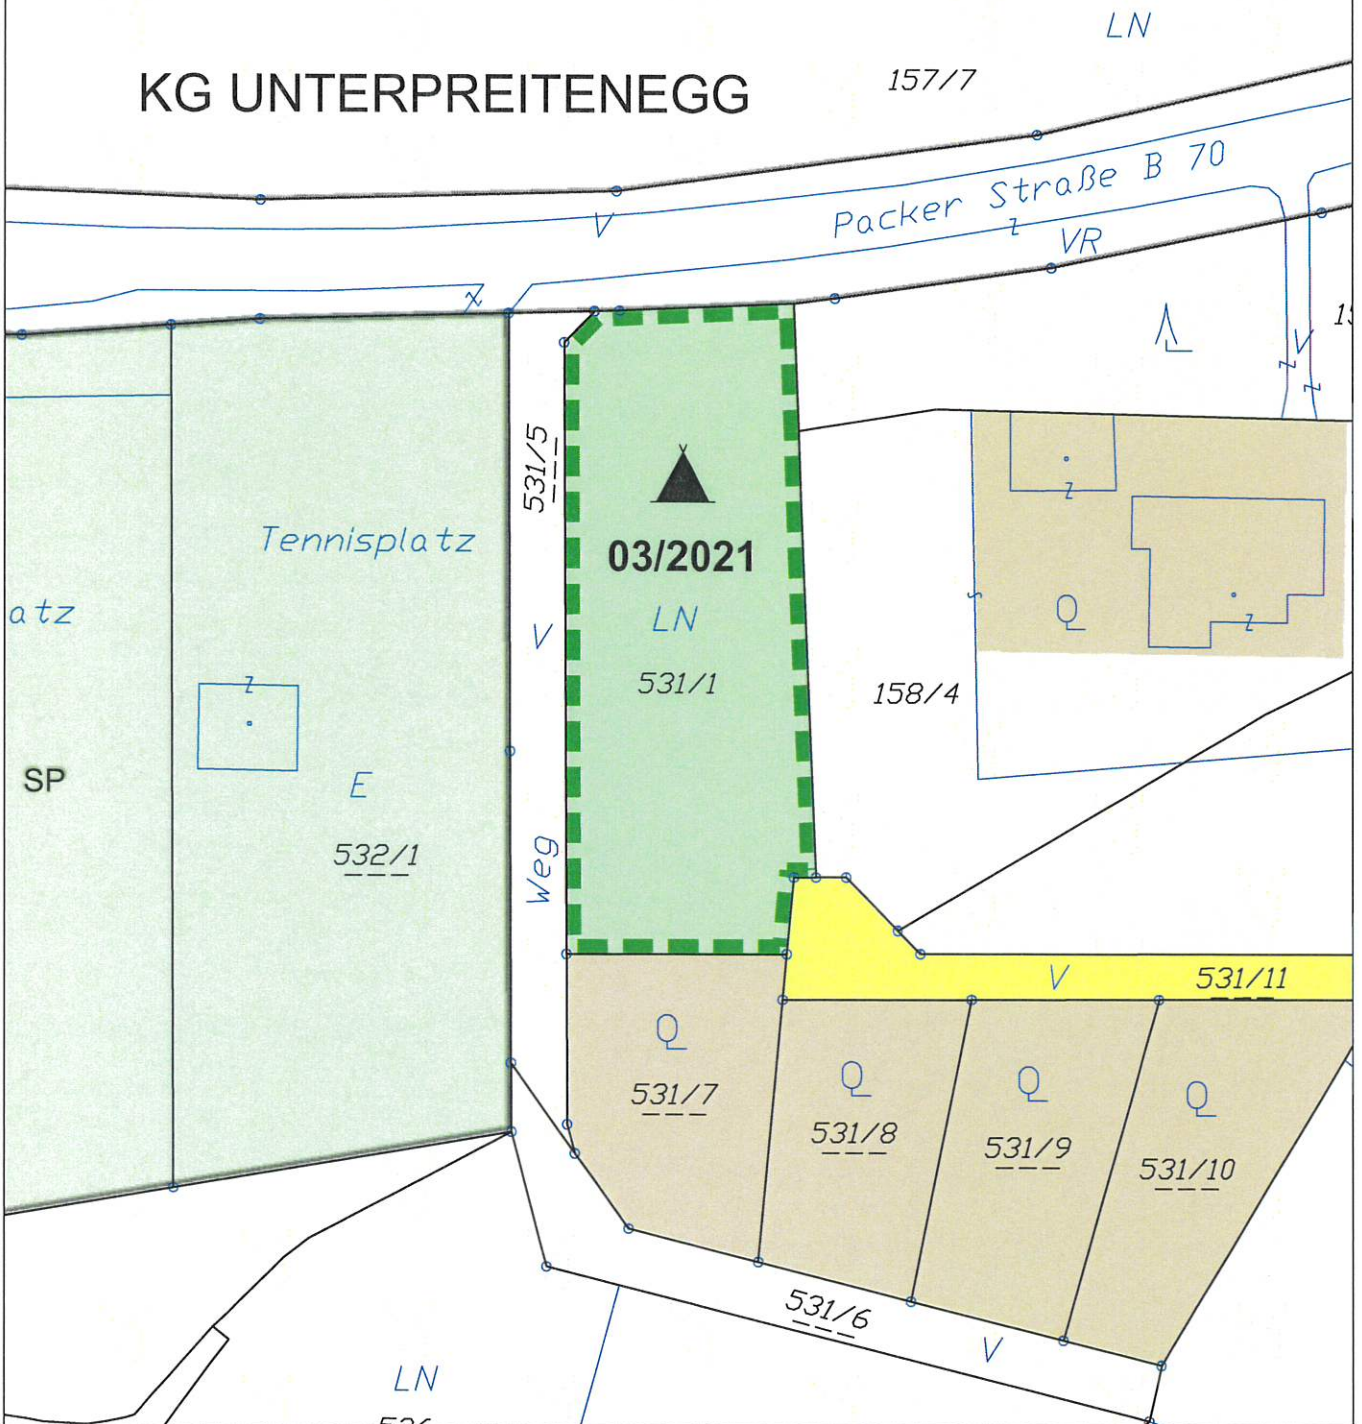 LN
KG UNTERPREITENEGG
157/7
Packer Straße B 70
V
VR
V
531/5
03/2021
Tennisplatz
LN
atz
V
Q
531/1
158/4
SP
E
532/1
Weg
V
531/11
Q
531/7
Q
531/8
Q
531/9
Q
531/10
531/6
V
LN